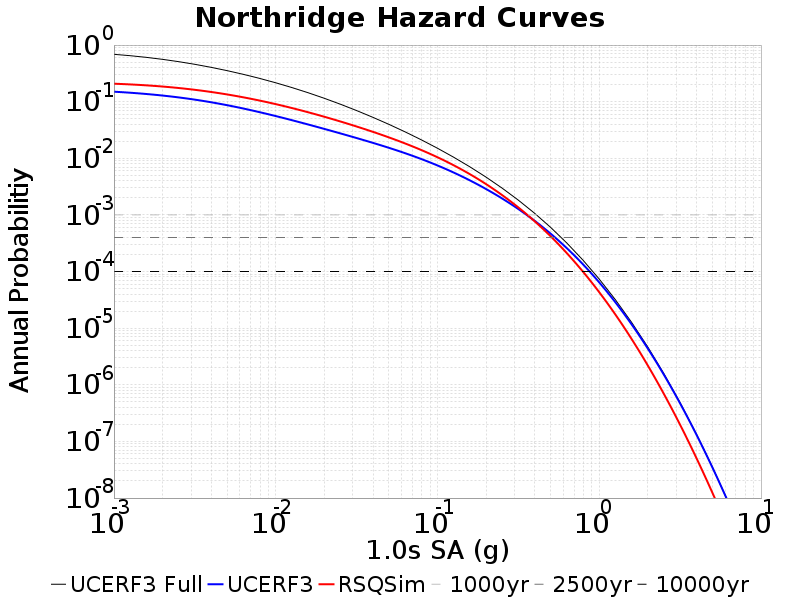 Northridge Hazard Curves
Annual Probabilitiy
10^0
10^-1
10^-2
10^-3
10^-4
10^-5
10^-6
10^-7
10^-8
10^-3 10^-2 10^-1 10^0 10^1
1.0s SA (g)
UCERF3 Full UCERF3 RSQSim 1000yr 2500yr 10000yr